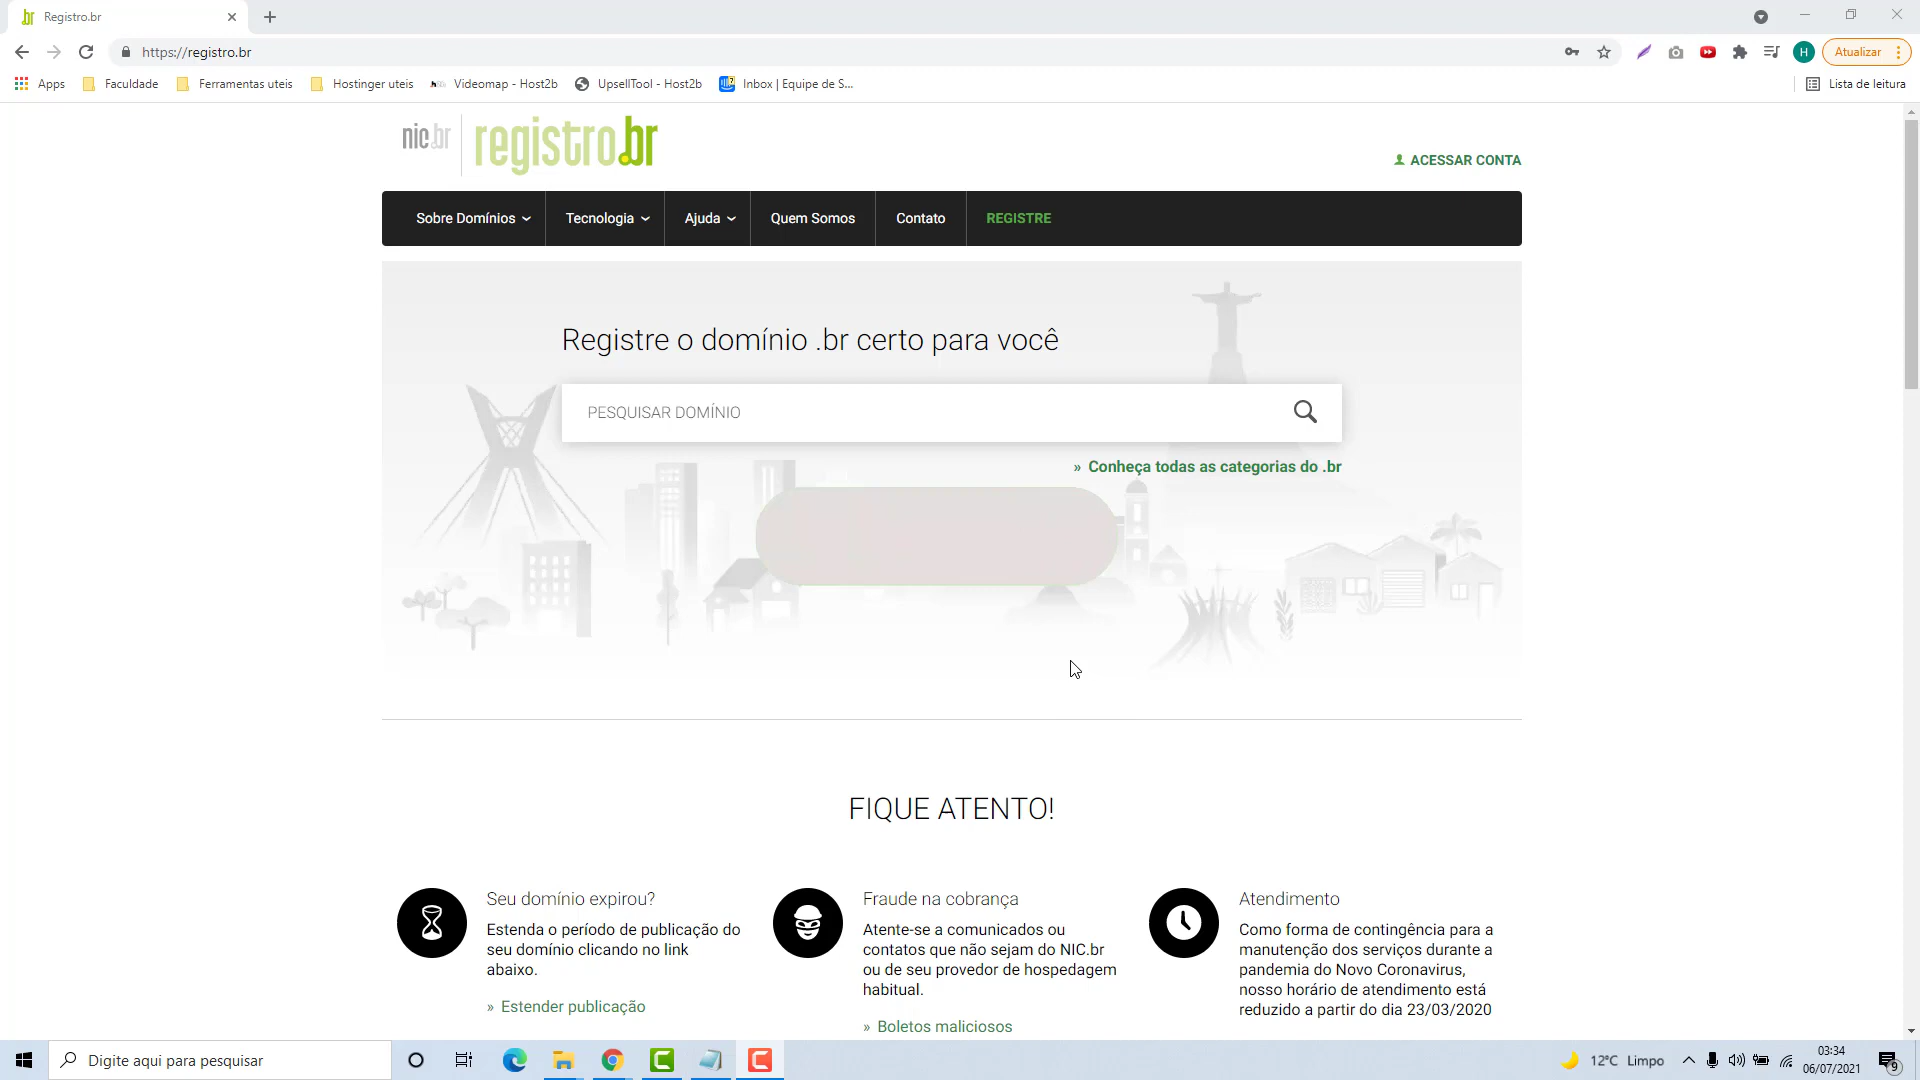 Registro.br
https://registro.br
H
Atualizar
Apps
Faculdade
Ferramentas uteis
Hostinger uteis
Videomap - Host2b
UpsellTool - Host2b
Inbox | Equipe de S...
Lista de leitura
nic.br
registro.br
ACESSAR CONTA
Sobre Domínios
Tecnologia
Ajuda
Quem Somos
Contato
REGISTRE
Registre o domínio .br certo para você
PESQUISAR DOMÍNIO
» Conheça todas as categorias do .br
FIQUE ATENTO!
Seu domínio expirou?
Estenda o período de publicação do
seu domínio clicando no link
abaixo.
» Estender publicação
Fraude na cobrança
Atente-se a comunicados ou
contatos que não sejam do NIC.br
ou de seu provedor de hospedagem
habitual.
» Boletos maliciosos
Atendimento
Como forma de contingência para a
manutenção dos serviços durante a
pandemia do Novo Coronavirus,
nosso horário de atendimento está
reduzido a partir do dia 23/03/2020
Digite aqui para pesquisar
12°C Limpo
03:34
06/07/2021
9